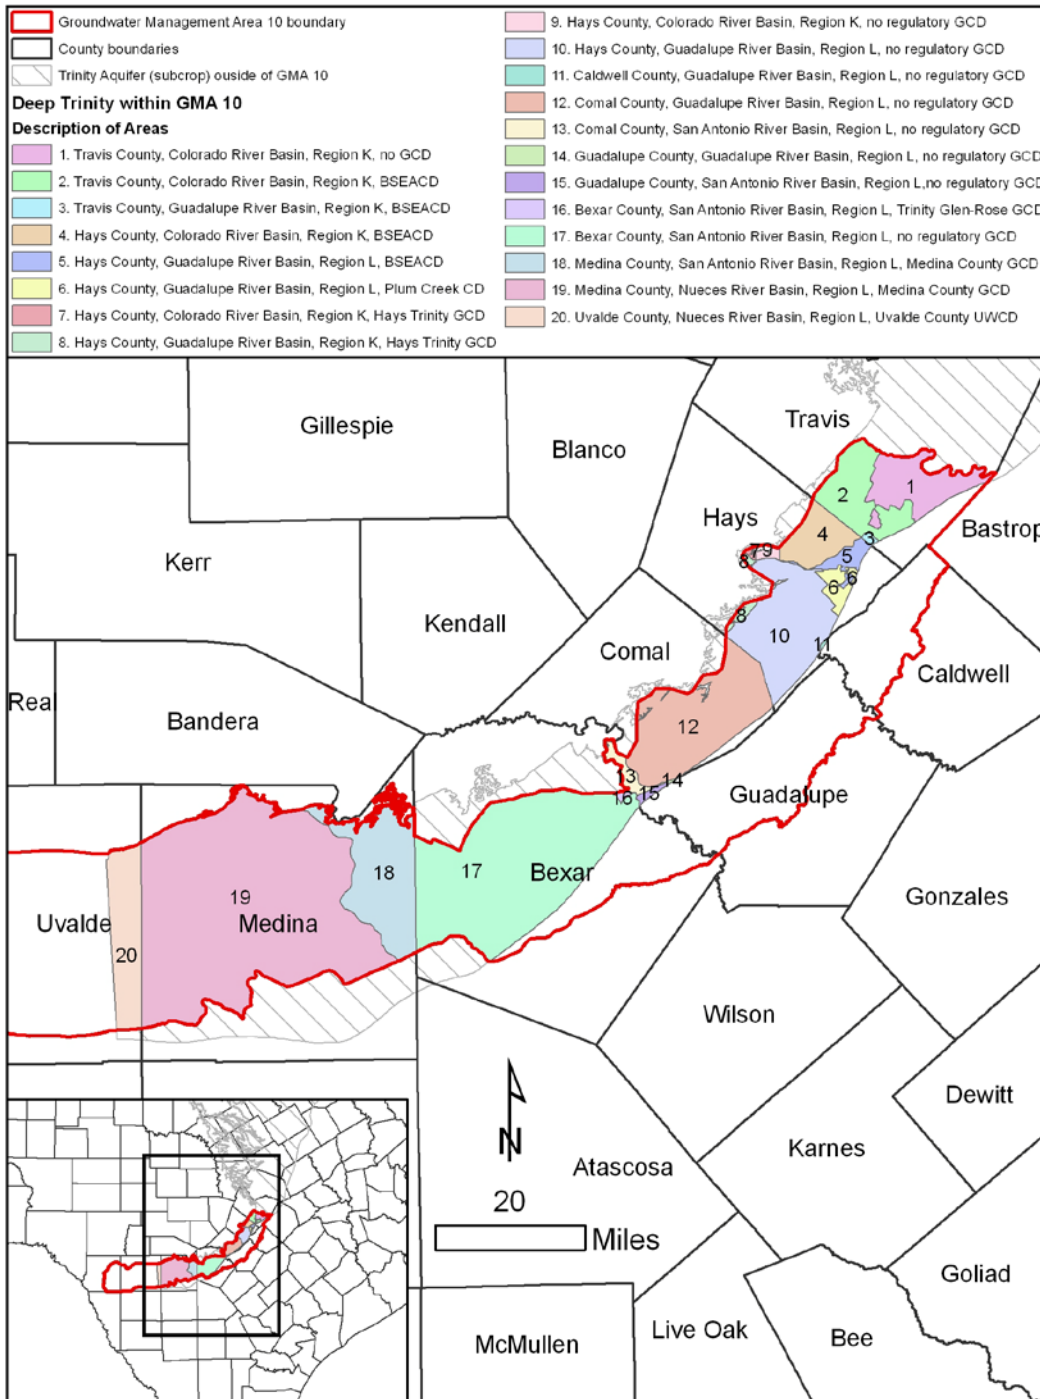 Groundwater Management Area 10 boundary
County boundaries
Trinity Aquifer (subcrop) ouside of GMA 10
Deep Trinity within GMA 10
Description of Areas
1. Travis County, Colorado River Basin, Region K, no GCD
2. Travis County, Colorado River Basin, Region K, BSEACD
3. Travis County, Guadalupe River Basin, Region K, BSEACD
4. Hays County, Colorado River Basin, Region K, BSEACD
5. Hays County, Guadalupe River Basin, Region L, BSEACD
6. Hays County, Guadalupe River Basin, Region L, Plum Creek CD
7. Hays County, Colorado River Basin, Region K, Hays Trinity GCD
8. Hays County, Guadalupe River Basin, Region K, Hays Trinity GCD
9. Hays County, Colorado River Basin, Region K, no regulatory GCD
10. Hays County, Guadalupe River Basin, Region L, no regulatory GCD
11. Caldwell County, Guadalupe River Basin, Region L, no regulatory GCD
12. Comal County, Guadalupe River Basin, Region L, no regulatory GCD
13. Comal County, San Antonio River Basin, Region L, no regulatory GCD
14. Guadalupe County, Guadalupe River Basin, Region L, no regulatory GCD
15. Guadalupe County, San Antonio River Basin, Region L,no regulatory GCD
16. Bexar County, San Antonio River Basin, Region L, Trinity Glen-Rose GCD
17. Bexar County, San Antonio River Basin, Region L, no regulatory GCD
18. Medina County, San Antonio River Basin, Region L, Medina County GCD
19. Medina County, Nueces River Basin, Region L, Medina County GCD
20. Uvalde County, Nueces River Basin, Region L, Uvalde County UWCD
Gillespie
Travis
Blanco
1
2
Hays
Bastrop
4
3
Kerr
7
9
5
8
6
6
Kendall
8
10
Comal
11
Caldwell
Real
Bandera
12
13
14
15
16
Guadalupe
17
18
Bexar
19
Gonzales
Uvalde
Medina
20
Wilson
Dewitt
N
Karnes
Atascosa
20
Miles
Goliad
Live Oak
McMullen
Bee